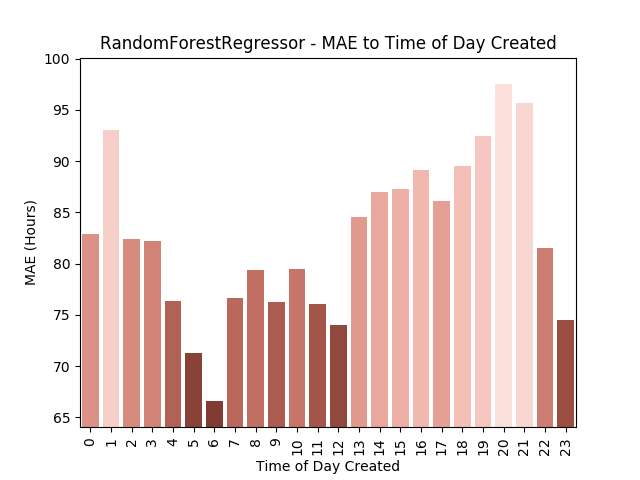 RandomForestRegressor - MAE to Time of Day Created
100
95
90
85
80
75
70
65
MAE (Hours)
0 1 2 3 4 5 6 7 8 9 10 11 12 13 14 15 16 17 18 19 20 21 22 23
Time of Day Created